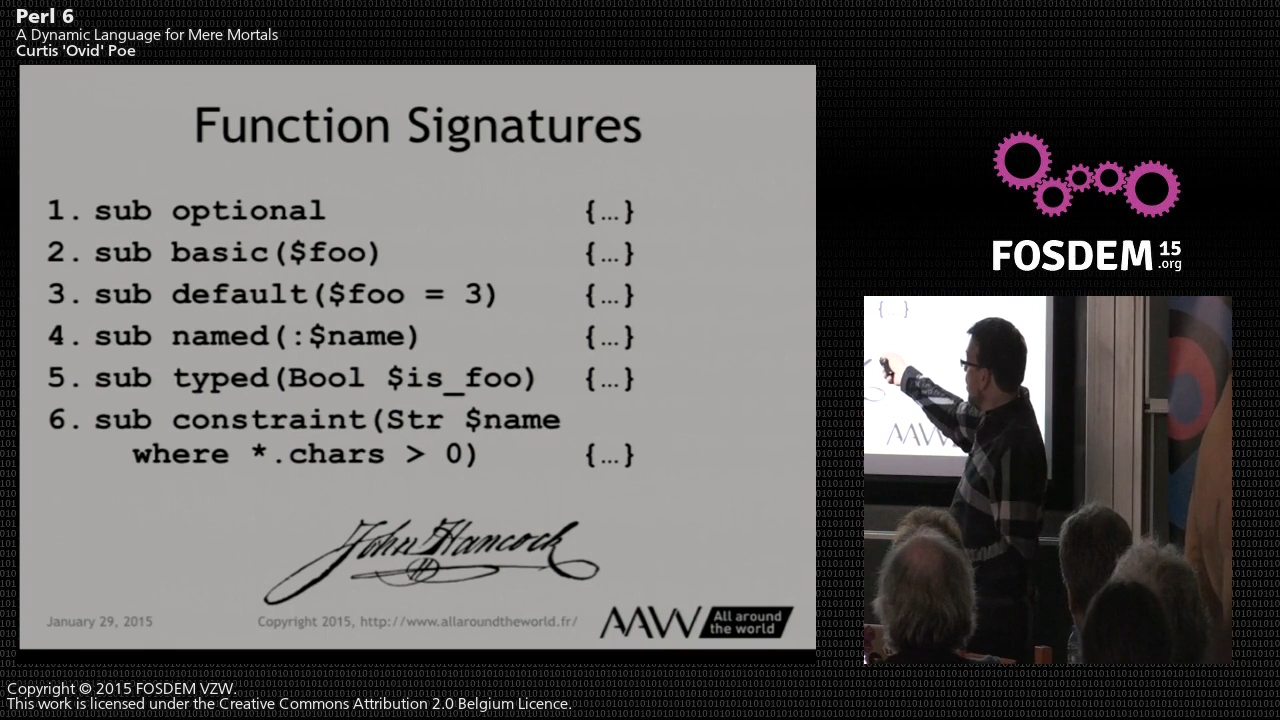 Perl 6
A Dynamic Language for Mere Mortals
Curtis 'Ovid' Poe
Function Signatures
1. sub optional {...}
2. sub basic($foo) {...}
3. sub default($foo = 3) {...}
4. sub named(:$name) {...}
5. sub typed(Bool $is_foo) {...}
6. sub constraint(Str $name
where *.chars > 0) {...}
John Hancock
January 29, 2015
Copyright 2015, http://www.allaroundtheworld.fr/
AAW All around
the world
FOSDEM 15
.org
{...}
AAW
Copyright © 2015 FOSDEM VZW.
This work is licensed under the Creative Commons Attribution 2.0 Belgium Licence.